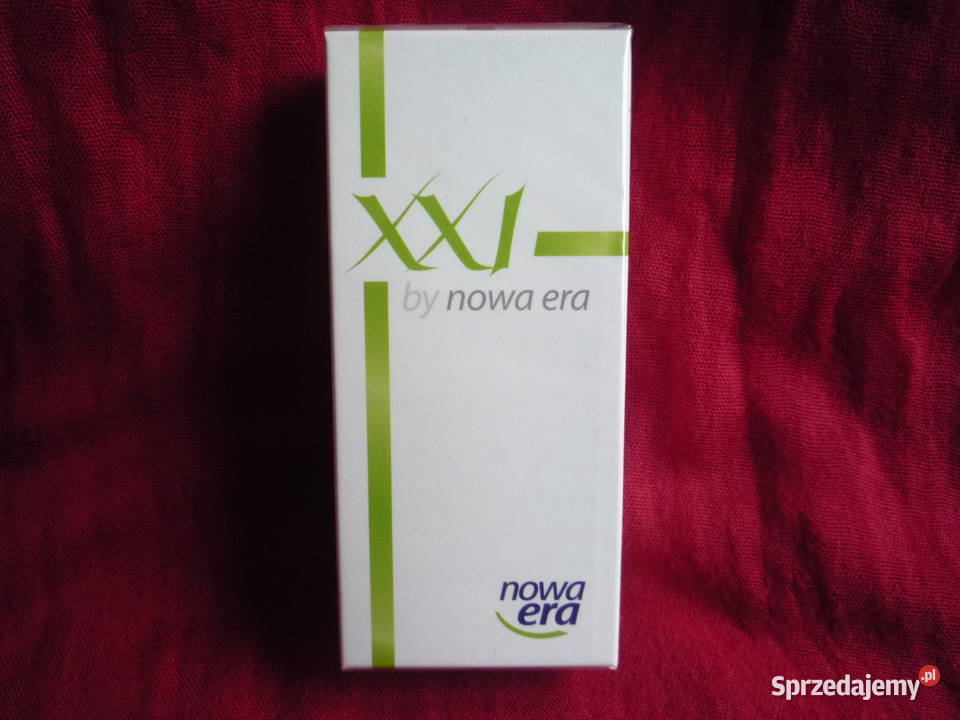 XXI
by nowa era
nowa
era
Sprzedajemy.pl